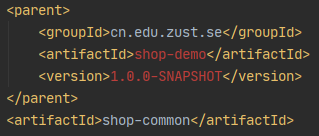 <parent>
<groupId>cn.edu.zust.se</groupId>
<artifactId>shop-demo</artifactId>
<version>1.0.0-SNAPSHOT</version>
</parent>
<artifactId>shop-common</artifactId>